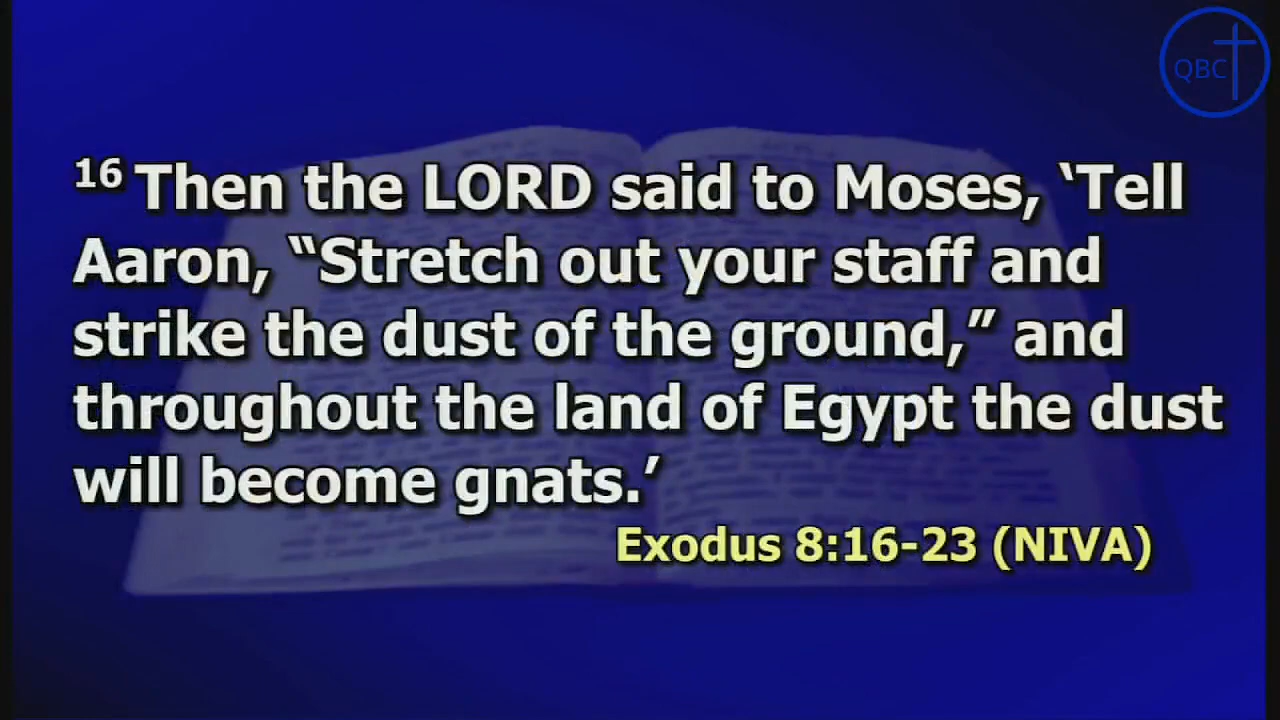 QBC
16 Then the LORD said to Moses, ‘Tell
Aaron, “Stretch out your staff and
strike the dust of the ground,” and
throughout the land of Egypt the dust
will become gnats.’
Exodus 8:16-23 (NIVA)